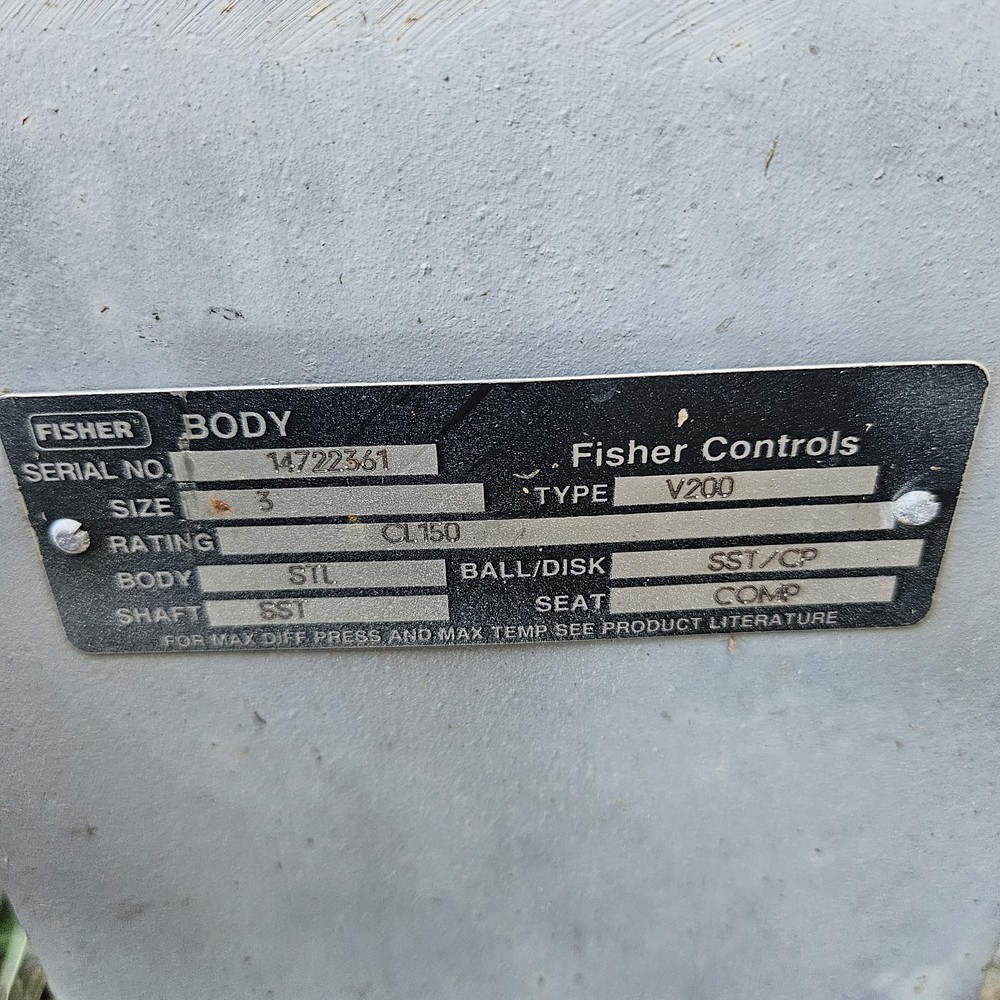 FISHER BODY
Fisher Controls
SERIAL NO. 14722361
SIZE 3 TYPE V200
RATING CL150
BODY STL BALL/DISK SST/CP
SHAFT SST SEAT COMP
FOR MAX DIFF PRESS AND MAX TEMP SEE PRODUCT LITERATURE